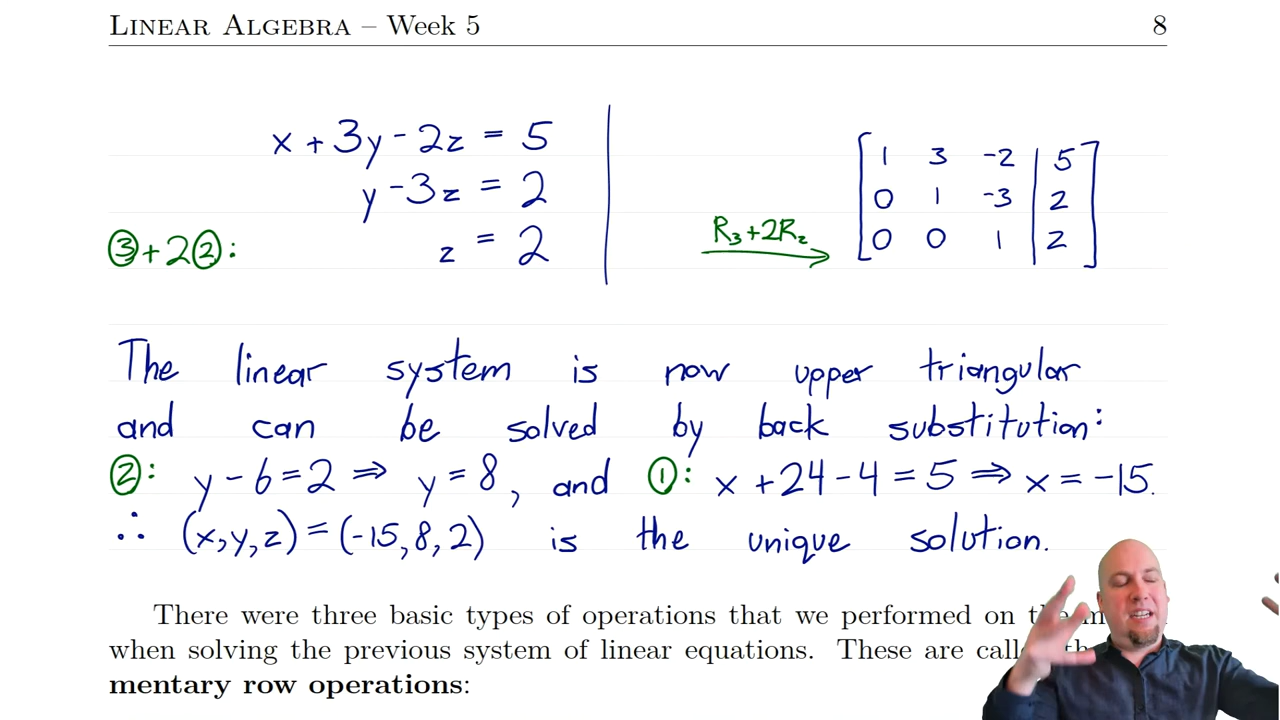 LINEAR ALGEBRA – Week 5 8
x + 3y - 2z = 5
y - 3z = 2
③ + 2②: z = 2
R₃+2R₂
[ 1 3 -2 | 5 ]
[ 0 1 -3 | 2 ]
[ 0 0 1 | 2 ]
The linear system is now upper triangular
and can be solved by back substitution:
②: y - 6 = 2 ⇒ y = 8, and ①: x + 24 - 4 = 5 ⇒ x = -15.
∴ (x,y,z) = (-15, 8, 2) is the unique solution.
There were three basic types of operations that we performed on
when solving the previous system of linear equations. These are
mentary row operations: